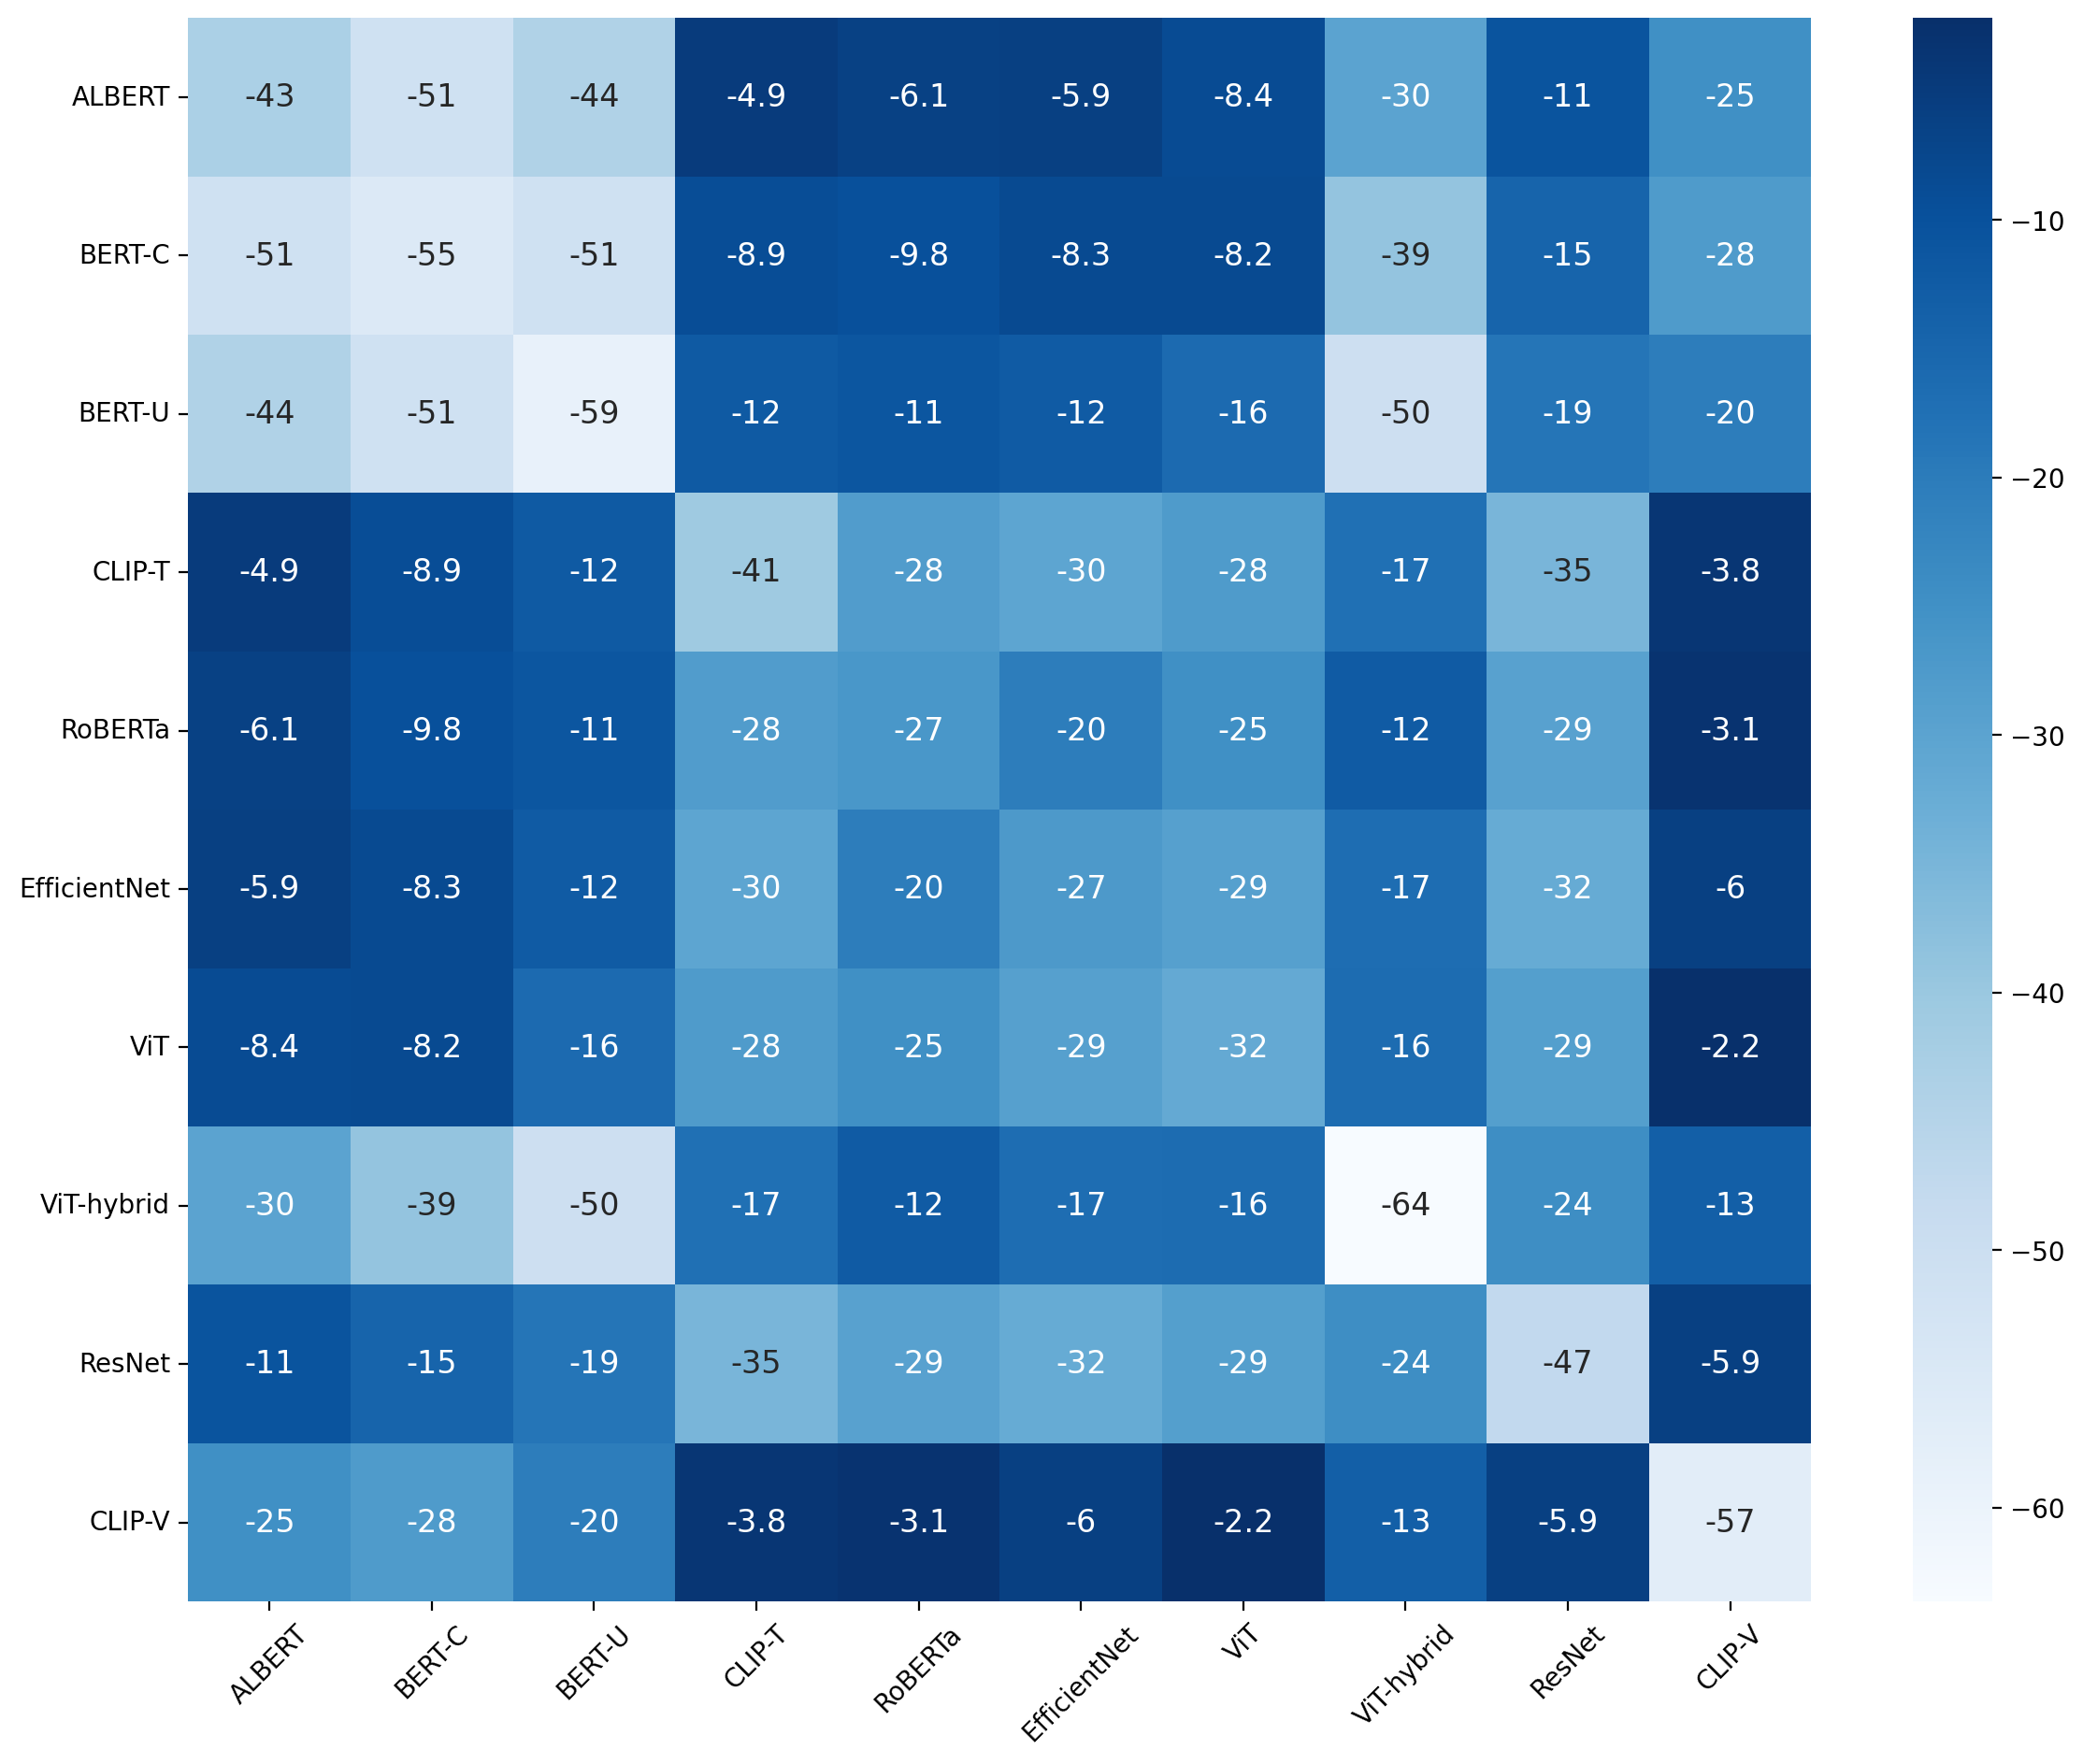 ALBERT -43 -51 -44 -4.9 -6.1 -5.9 -8.4 -30 -11 -25
BERT-C -51 -55 -51 -8.9 -9.8 -8.3 -8.2 -39 -15 -28
BERT-U -44 -51 -59 -12 -11 -12 -16 -50 -19 -20
CLIP-T -4.9 -8.9 -12 -41 -28 -30 -28 -17 -35 -3.8
RoBERTa -6.1 -9.8 -11 -28 -27 -20 -25 -12 -29 -3.1
EfficientNet -5.9 -8.3 -12 -30 -20 -27 -29 -17 -32 -6
ViT -8.4 -8.2 -16 -28 -25 -29 -32 -16 -29 -2.2
ViT-hybrid -30 -39 -50 -17 -12 -17 -16 -64 -24 -13
ResNet -11 -15 -19 -35 -29 -32 -29 -24 -47 -5.9
CLIP-V -25 -28 -20 -3.8 -3.1 -6 -2.2 -13 -5.9 -57
ALBERT BERT-C BERT-U CLIP-T RoBERTa EfficientNet ViT ViT-hybrid ResNet CLIP-V
−10
−20
−30
−40
−50
−60